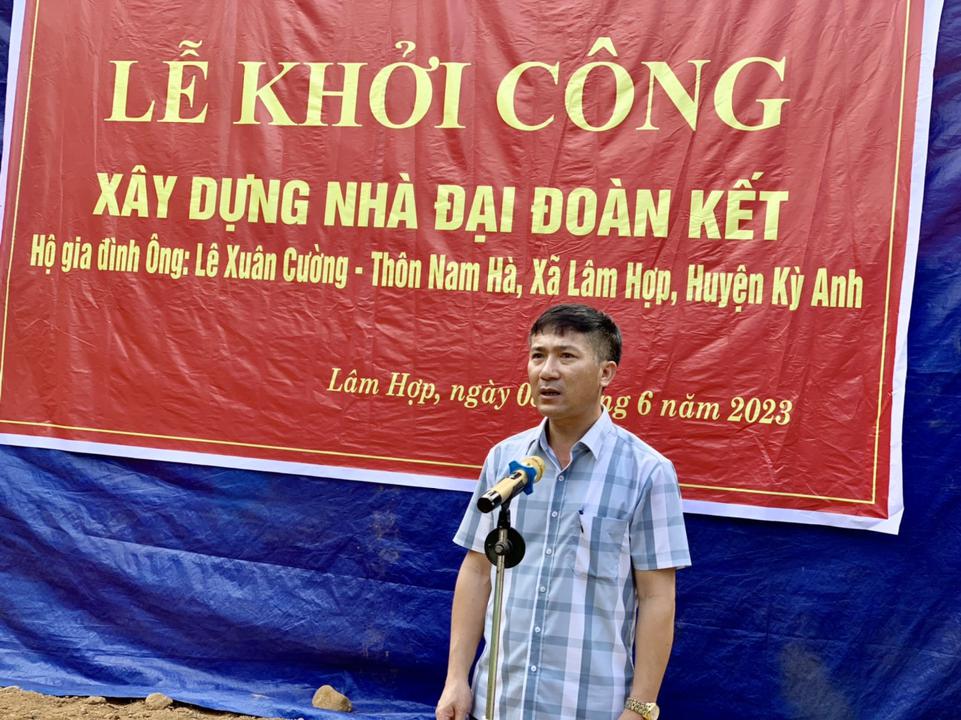 LỄ KHỞI CÔNG
XÂY DỰNG NHÀ ĐẠI ĐOÀN KẾT
Hộ gia đình Ông: Lê Xuân Cường - Thôn Nam Hà, Xã Lâm Hợp, Huyện Kỳ Anh
Lâm Hợp, ngày 6 năm 2023